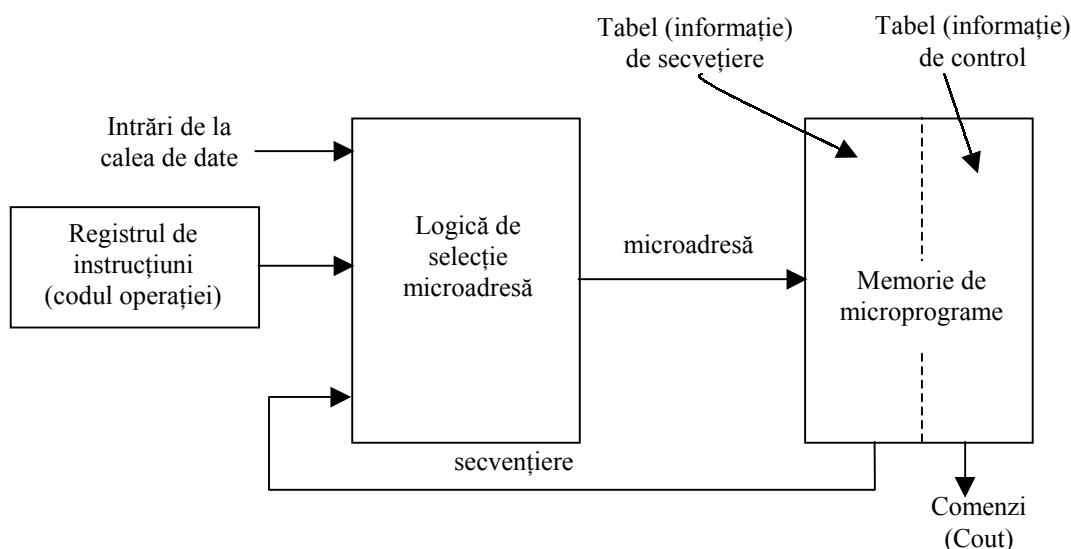 Tabel (informație)
de secvețiere
Tabel (informație)
de control
Intrări de la
calea de date
Registrul de
instrucțiuni
(codul operației)
Logică de
selecție
microadresă
microadresă
Memorie de
microprograme
secvențiere
Comenzi
(Cout)